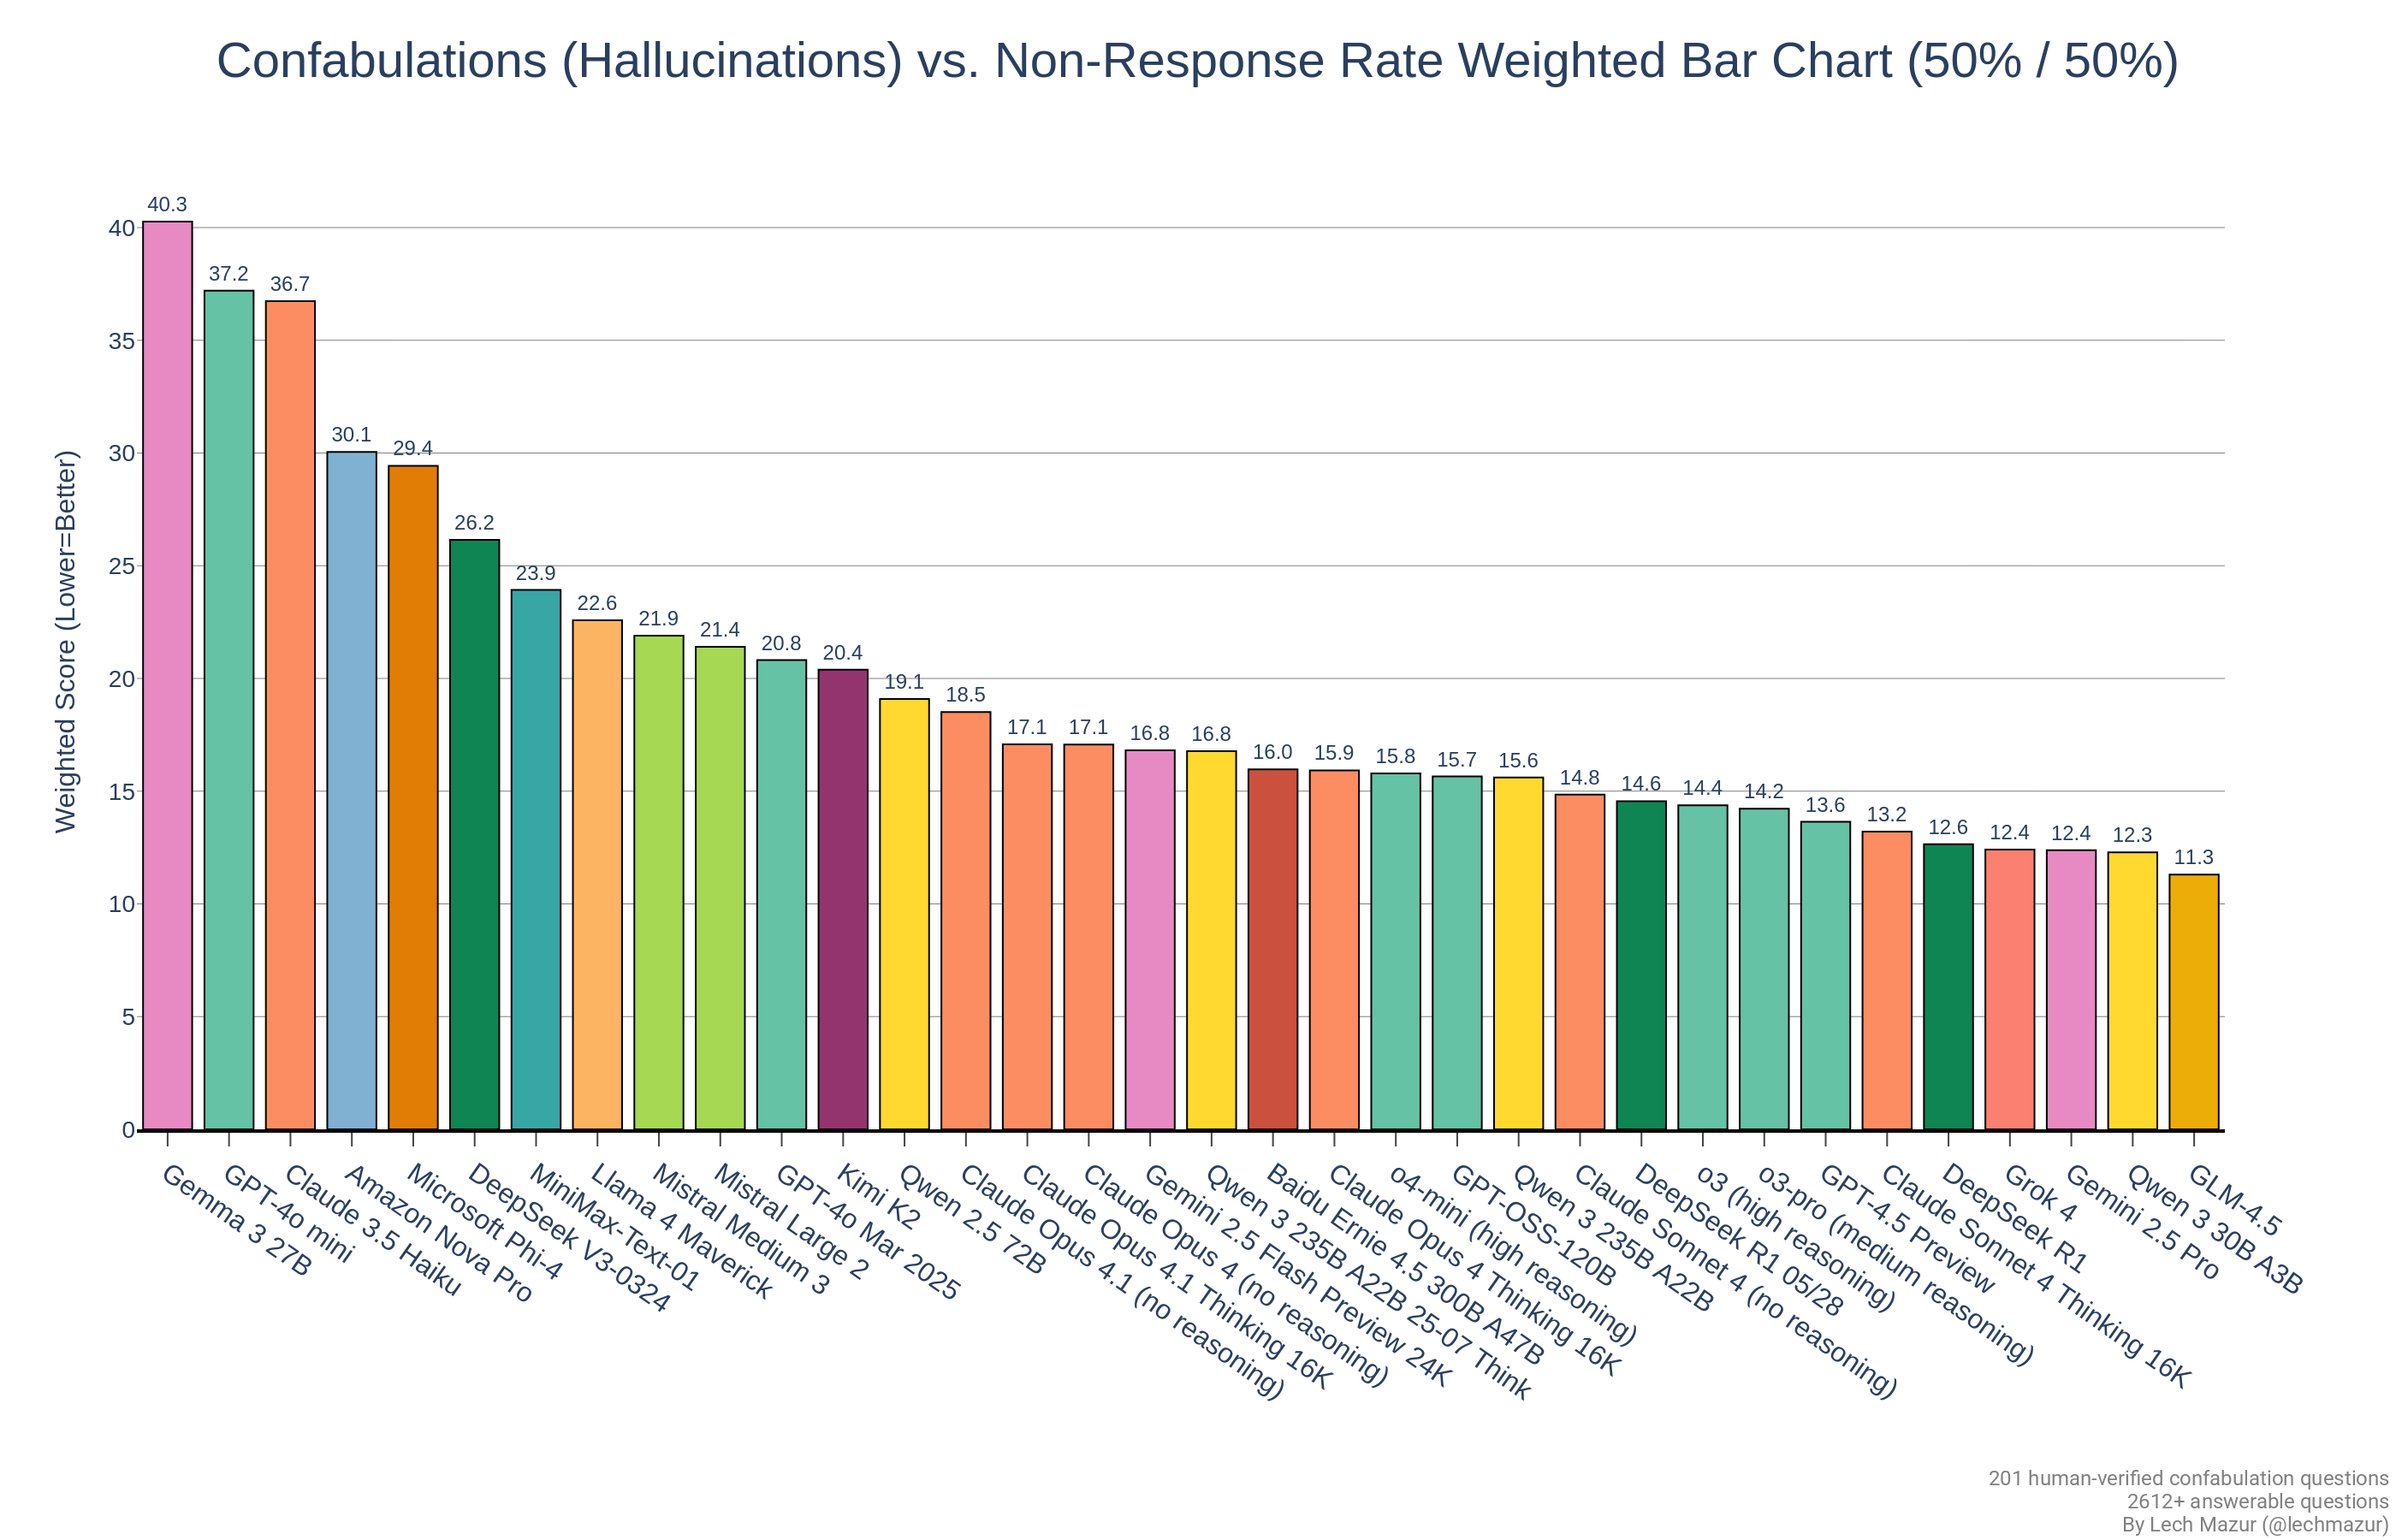 Confabulations (Hallucinations) vs. Non-Response Rate Weighted Bar Chart (50% / 50%)
Weighted Score (Lower=Better)
40
35
30
25
20
15
10
5
0
40.3
37.2
36.7
30.1
29.4
26.2
23.9
22.6
21.9
21.4
20.8
20.4
19.1
18.5
17.1
17.1
16.8
16.8
16.0
15.9
15.8
15.7
15.6
14.8
14.6
14.4
14.2
13.6
13.2
12.6
12.4
12.4
12.3
11.3
Gemma 3 27B
GPT-4o mini
Claude 3.5 Haiku
Amazon Nova Pro
Microsoft Phi-4
DeepSeek V3-0324
MiniMax-Text-01
Llama 4 Maverick
Mistral Medium 3
Mistral Large 2
GPT-4o Mar 2025
Kimi K2
Qwen 2.5 72B
Claude Opus 4.1 (no reasoning)
Claude Opus 4.1 Thinking 16K
Claude Opus 4 (no reasoning)
Gemini 2.5 Flash Preview 24K
Qwen 3 235B A22B 25-07 Think
Baidu Ernie 4.5 300B A47B
Claude Opus 4 Thinking 16K
o4-mini (high reasoning)
GPT-OSS-120B
Qwen 3 235B A22B
Claude Sonnet 4 (no reasoning)
DeepSeek R1 05/28
o3 (high reasoning)
o3-pro (medium reasoning)
GPT-4.5 Preview
Claude Sonnet 4 Thinking 16K
DeepSeek R1
Grok 4
Gemini 2.5 Pro
Qwen 3 30B A3B
GLM-4.5
201 human-verified confabulation questions
2612+ answerable questions
By Lech Mazur (@lechmazur)